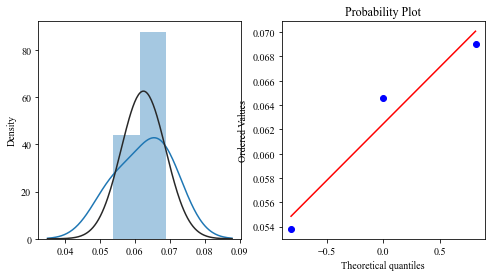 Probability Plot
Density
80
60
40
20
0
0.04 0.05 0.06 0.07 0.08 0.09
Ordered Values
0.070
0.068
0.066
0.064
0.062
0.060
0.058
0.056
0.054
−0.5 0.0 0.5
Theoretical quantiles